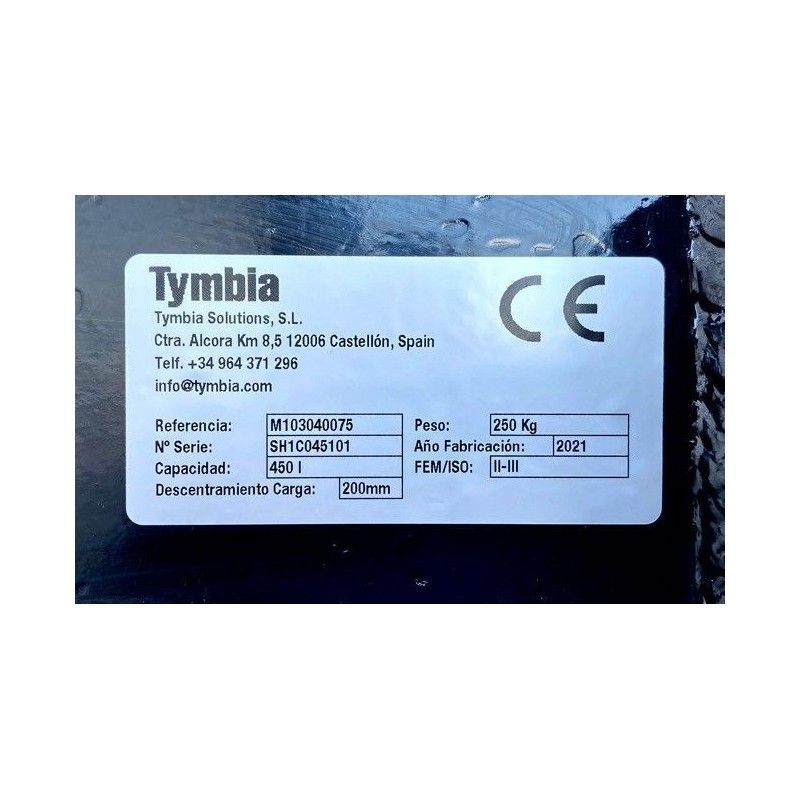 Tymbia
CE
Tymbia Solutions, S.L.
Ctra. Alcora Km 8,5 12006 Castellón, Spain
Telf. +34 964 371 296
info@tymbia.com
Referencia: M103040075 Peso: 250 Kg
Nº Serie: SH1C045101 Año Fabricación: 2021
Capacidad: 450 l FEM/ISO: II-III
Descentramiento Carga: 200mm